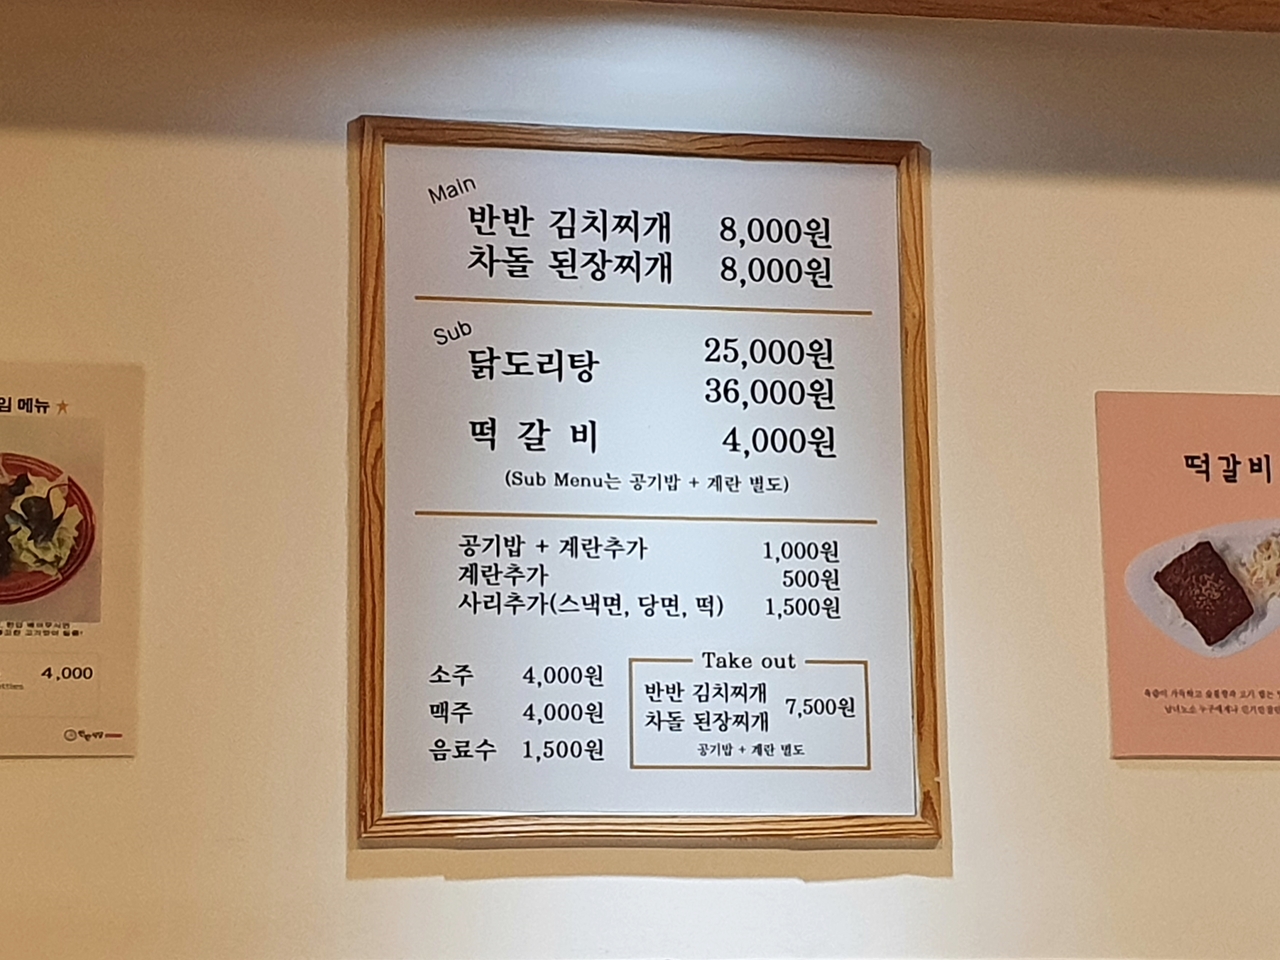 Main
반반 김치찌개 8,000원
차돌 된장찌개 8,000원
Sub
닭도리탕 25,000원
36,000원
떡 갈 비 4,000원
(Sub Menu는 공기밥 + 계란 별도)
공기밥 + 계란추가 1,000원
계란추가 500원
사리추가(스낵면, 당면, 떡) 1,500원
소주 4,000원
맥주 4,000원
음료수 1,500원
Take out
반반 김치찌개
차돌 된장찌개 7,500원
공기밥 + 계란 별도
메뉴
4,000
떡갈비